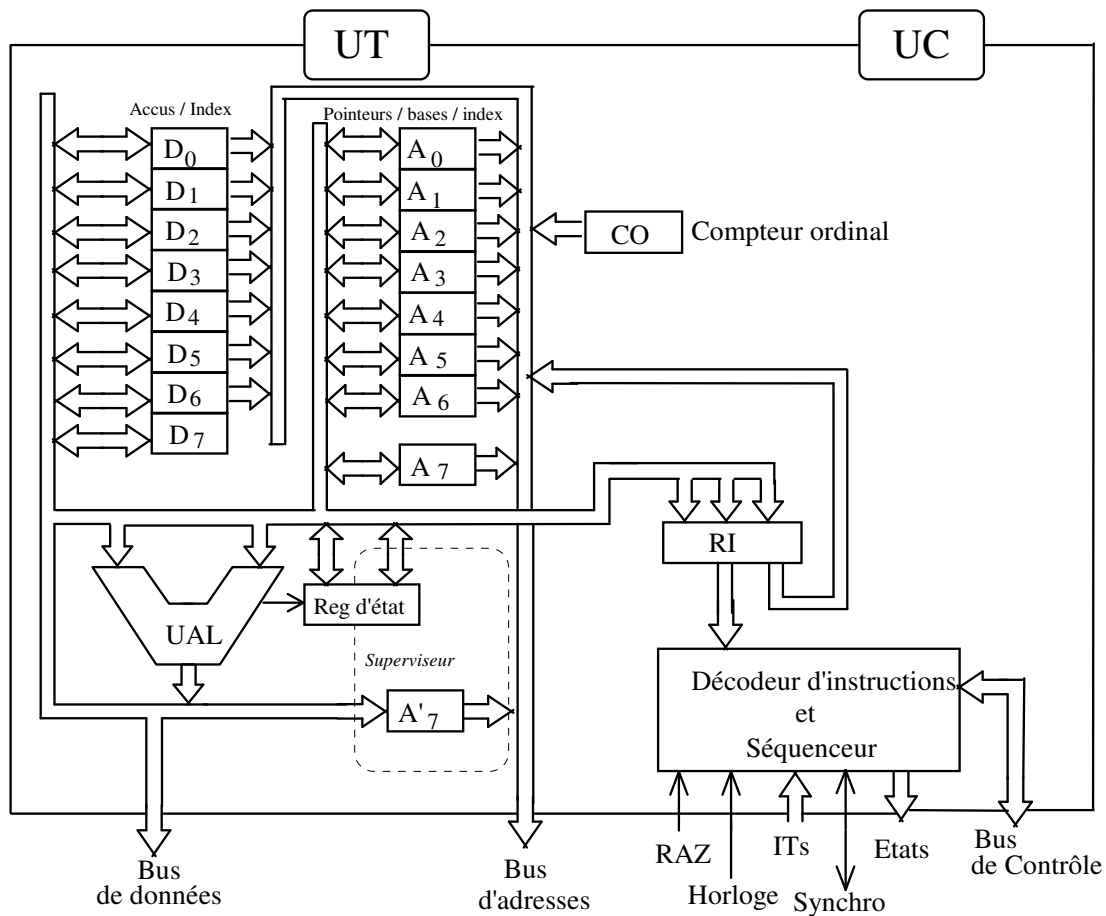 UT
UC
Accus / Index
Pointeurs / bases / index
D0
A0
D1
A1
D2
A2
CO
Compteur ordinal
D3
A3
D4
A4
D5
A5
D6
A6
D7
A7
RI
Reg d'état
UAL
Superviseur
A'7
Décodeur d'instructions
et
Séquenceur
Bus
de données
Bus
d'adresses
RAZ
Horloge
ITs
Synchro
Etats
Bus
de Contrôle